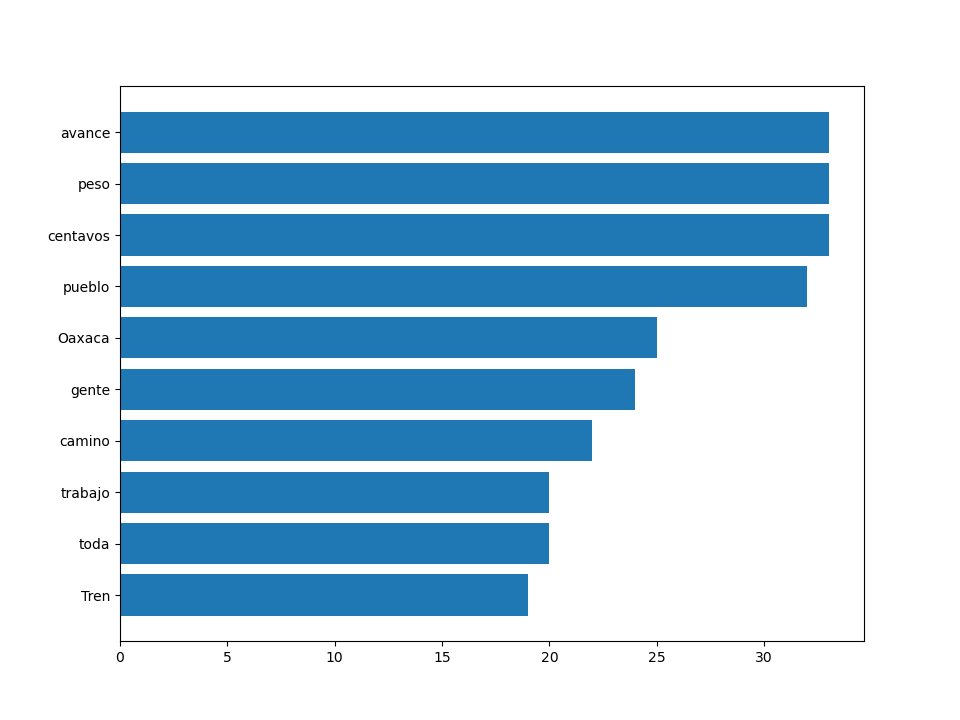 avance
peso
centavos
pueblo
Oaxaca
gente
camino
trabajo
toda
Tren
0 5 10 15 20 25 30